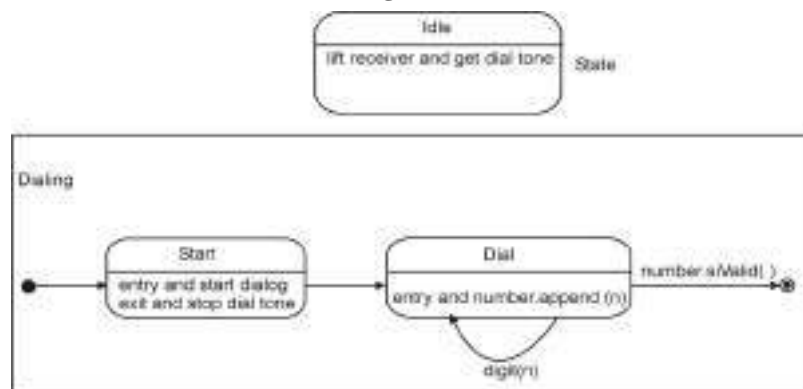 Idle
lift receiver and get dial tone
State
Dialing
Start
entry and start dialog
exit and stop dial tone
Dial
entry and number.append (n)
number.siValid( )
digit(n)